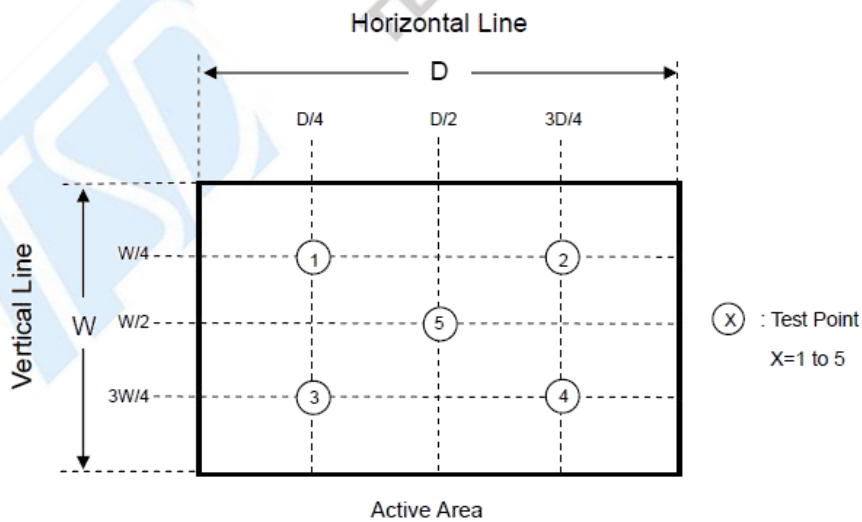 Horizontal Line
D
D/4 D/2 3D/4
Vertical Line
W
W/4
W/2
3W/4
1 2
5
3 4
X : Test Point
X=1 to 5
Active Area
TSD